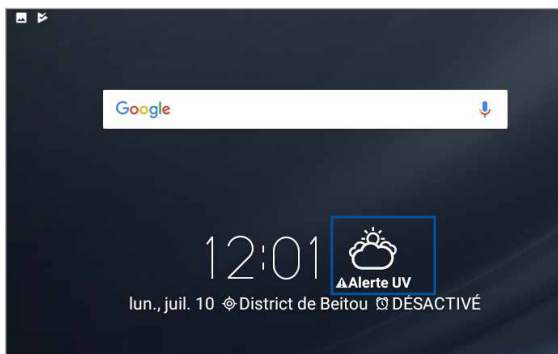 Google
12:01
Alerte UV
lun., juil. 10 District de Beitou DÉSACTIVÉ